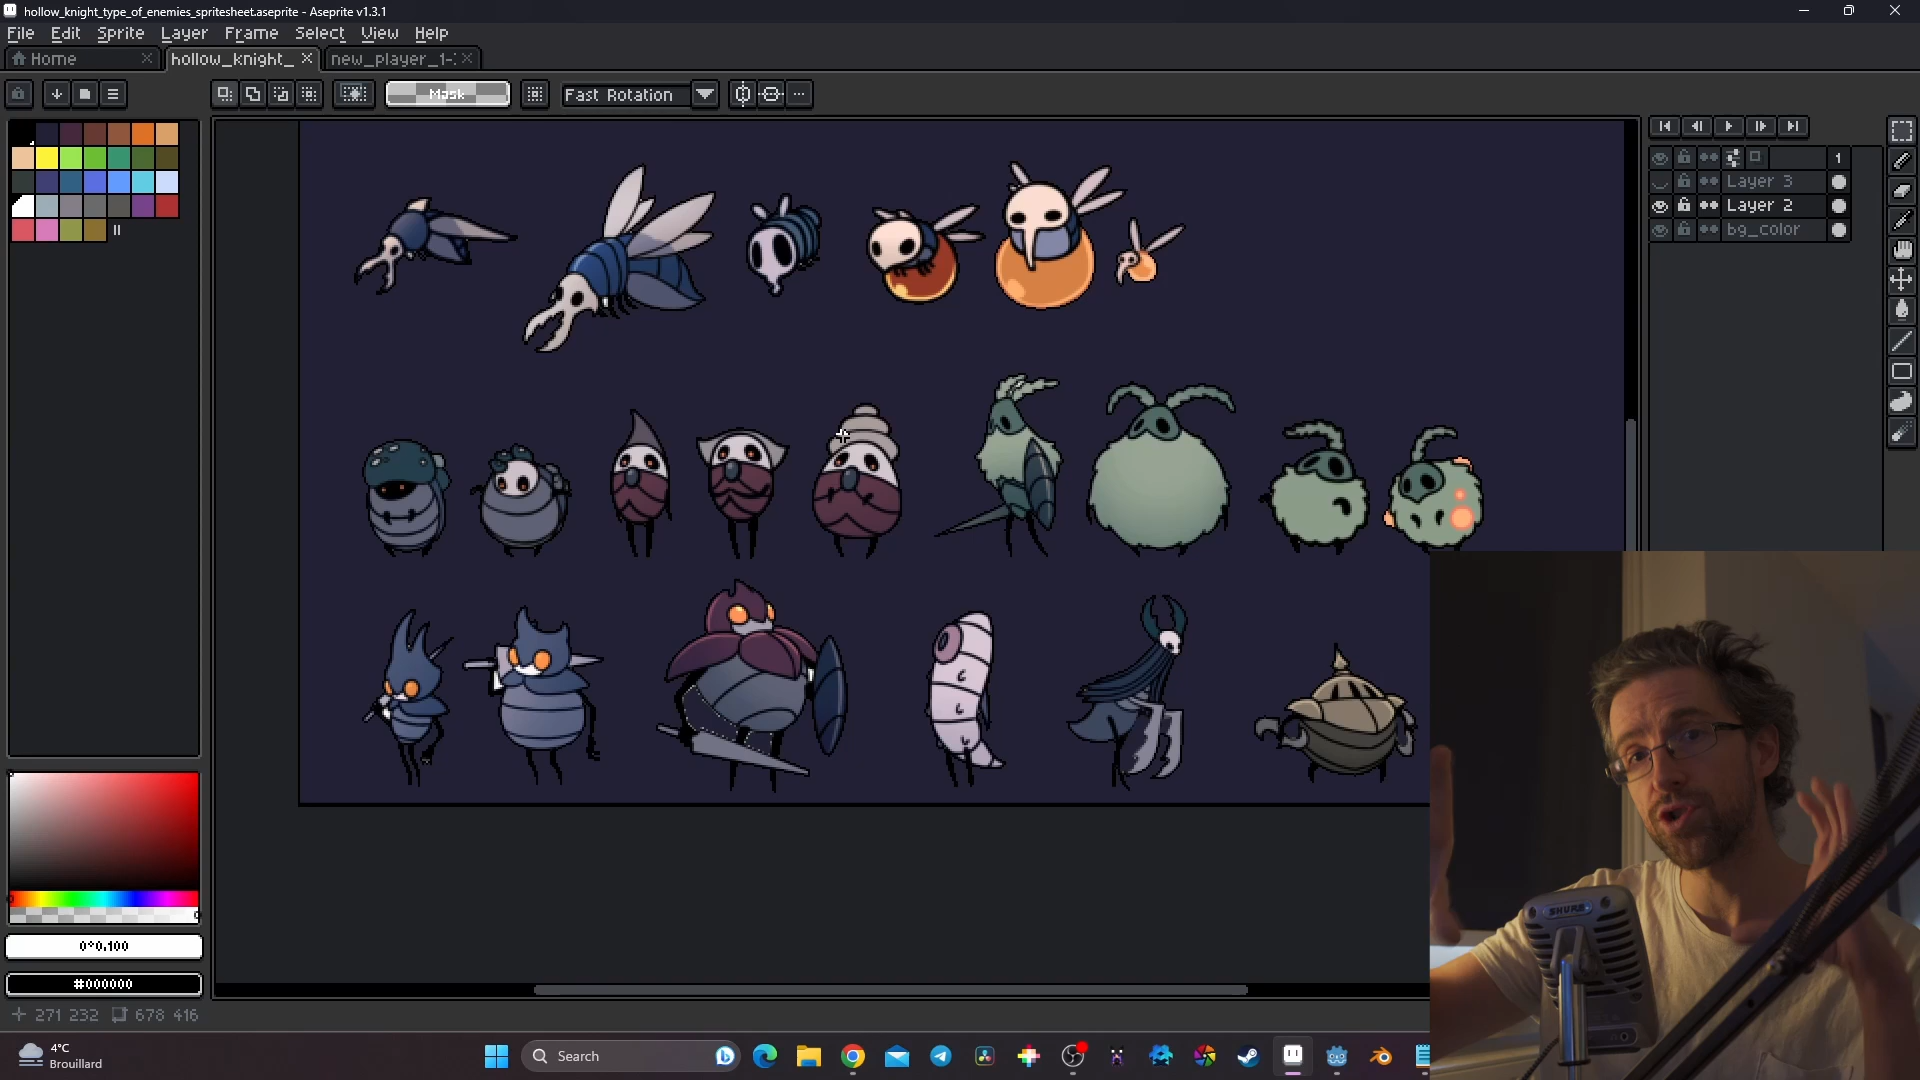 hollow_knight_type_of_enemies_spritesheet.aseprite - Aseprite v1.3.1
File Edit Sprite Layer Frame Select View Help
Home hollow_knight_ new_player_1-
Mask Fast Rotation
1
Layer 3
Layer 2
bg_color
SHURE
0°0.100
#000000
271 232 678 416
4°C
Brouillard
Search